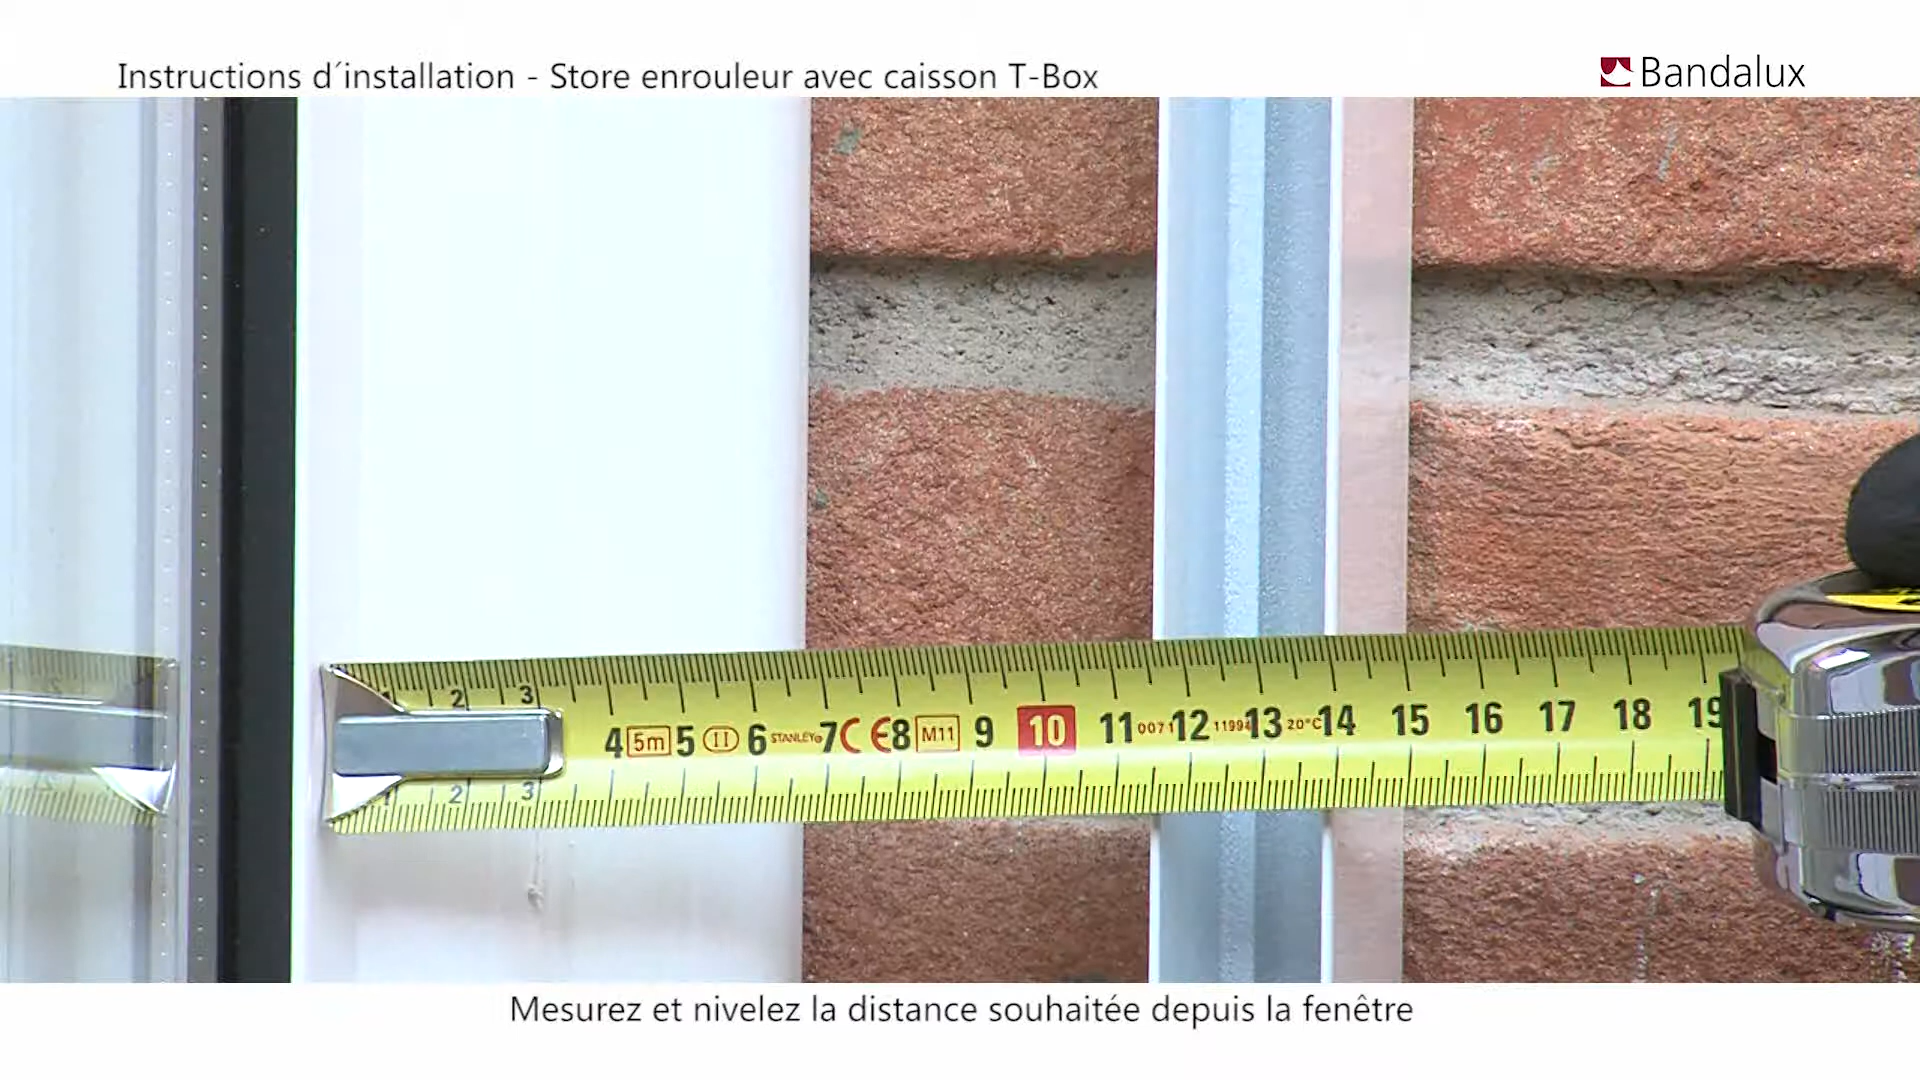 Instructions d´installation - Store enrouleur avec caisson T-Box
Bandalux
1 2 3
4 5m 5 II 6 STANLEY® 7 CE 8 M11 9 10 11 0071 12 11994 13 20°C 14 15 16 17 18 19
1 2 3
Mesurez et nivelez la distance souhaitée depuis la fenêtre